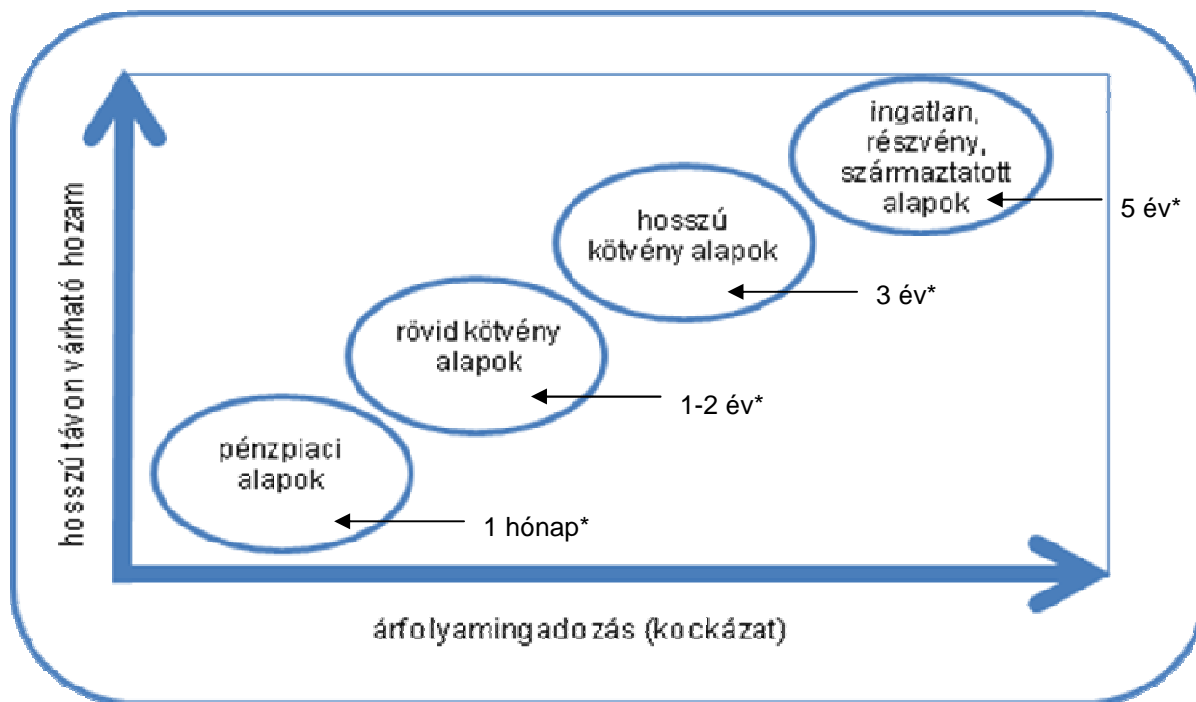 hosszú távon várható hozam
ingatlan,
részvény,
származtatott
alapok
5 év*
hosszú
kötvény alapok
3 év*
rövid kötvény
alapok
1-2 év*
pénzpiaci
alapok
1 hónap*
árfolyamingadozás (kockázat)